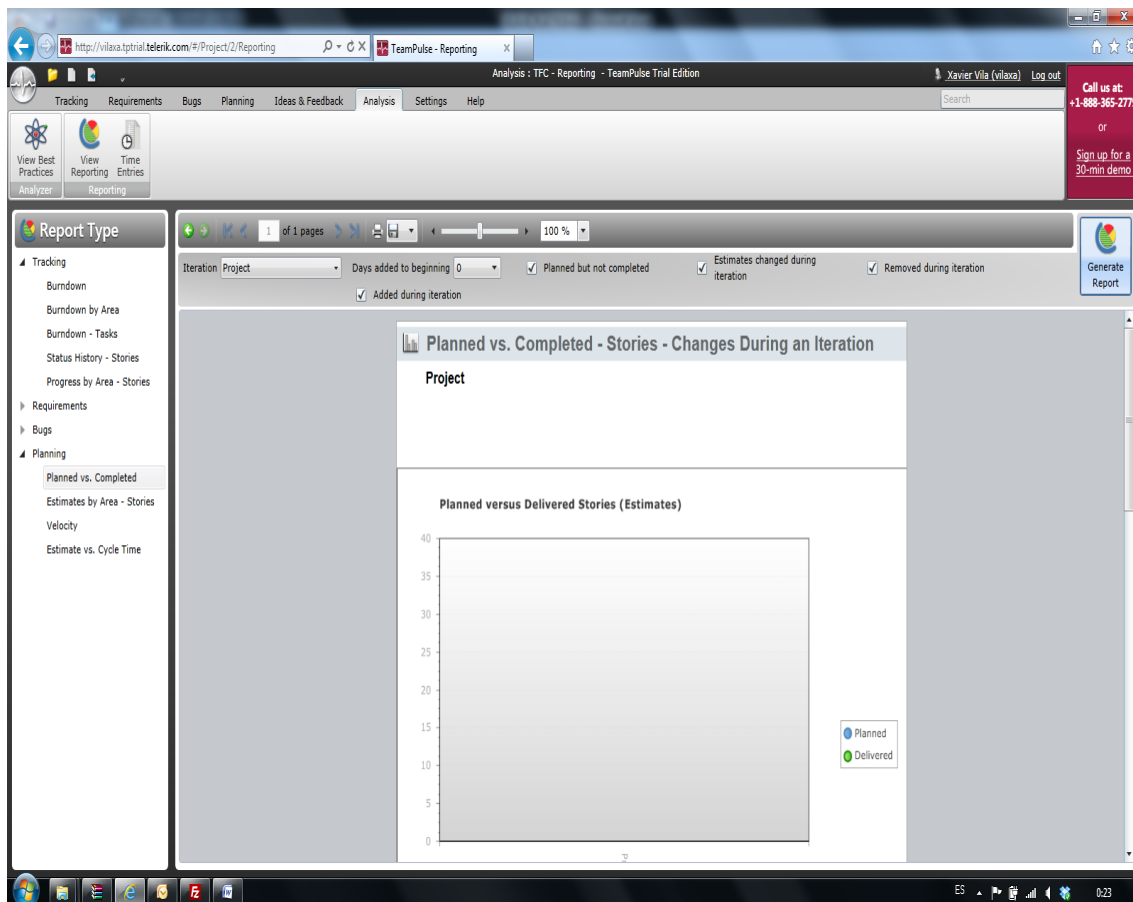 http://vilaxa.tptrial.telerik.com/#/Project/2/Reporting
TeamPulse - Reporting
Analysis : TFC - Reporting - TeamPulse Trial Edition
Xavier Vila (vilaxa) Log out
Tracking Requirements Bugs Planning Ideas & Feedback Analysis Settings Help
Search
Call us at:
+1-888-365-277
or
Sign up for a
30-min demo
View Best
Practices
View
Reporting
Time
Entries
Analyzer
Reporting
Report Type
1 of 1 pages
100 %
Tracking
Burndown
Burndown by Area
Burndown - Tasks
Status History - Stories
Progress by Area - Stories
Requirements
Bugs
Planning
Planned vs. Completed
Estimates by Area - Stories
Velocity
Estimate vs. Cycle Time
Iteration Project
Days added to beginning 0
Planned but not completed
Estimates changed during
iteration
Removed during iteration
Added during iteration
Generate
Report
Planned vs. Completed - Stories - Changes During an Iteration
Project
Planned versus Delivered Stories (Estimates)
40
35
30
25
20
15
10
5
0
Planned
Delivered
ES
0:23